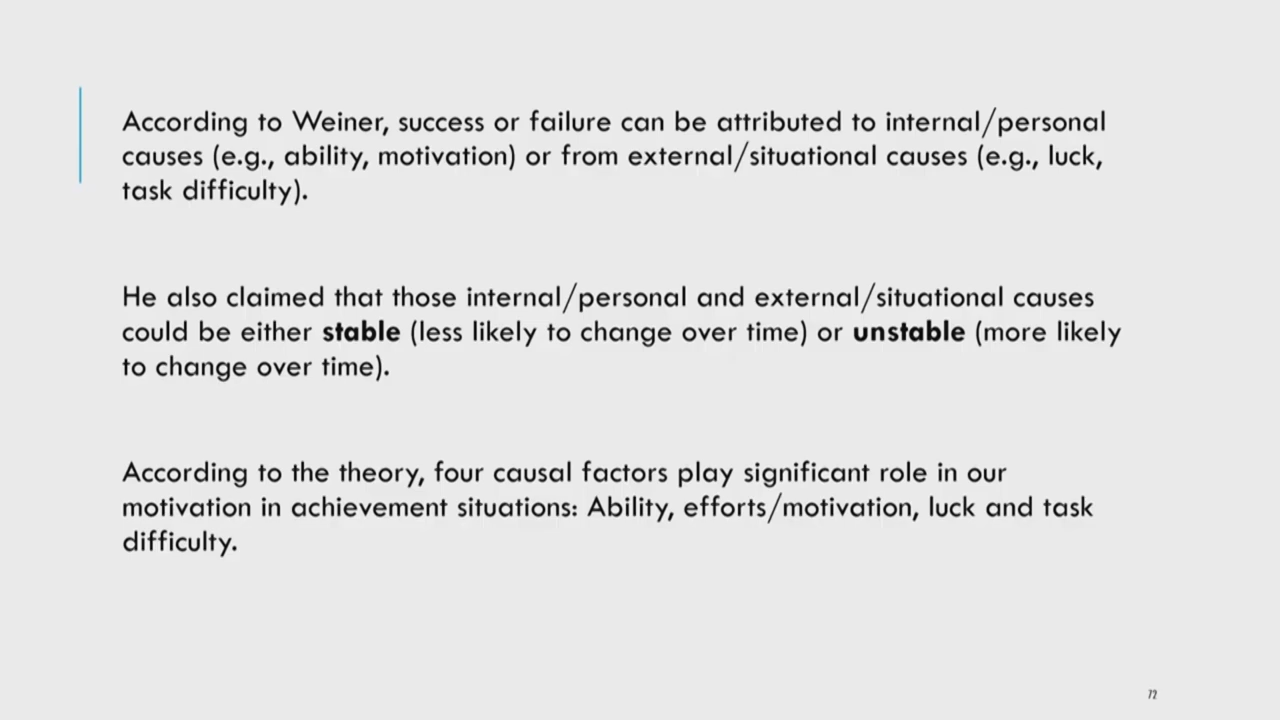 According to Weiner, success or failure can be attributed to internal/personal
causes (e.g., ability, motivation) or from external/situational causes (e.g., luck,
task difficulty).
He also claimed that those internal/personal and external/situational causes
could be either stable (less likely to change over time) or unstable (more likely
to change over time).
According to the theory, four causal factors play significant role in our
motivation in achievement situations: Ability, efforts/motivation, luck and task
difficulty.